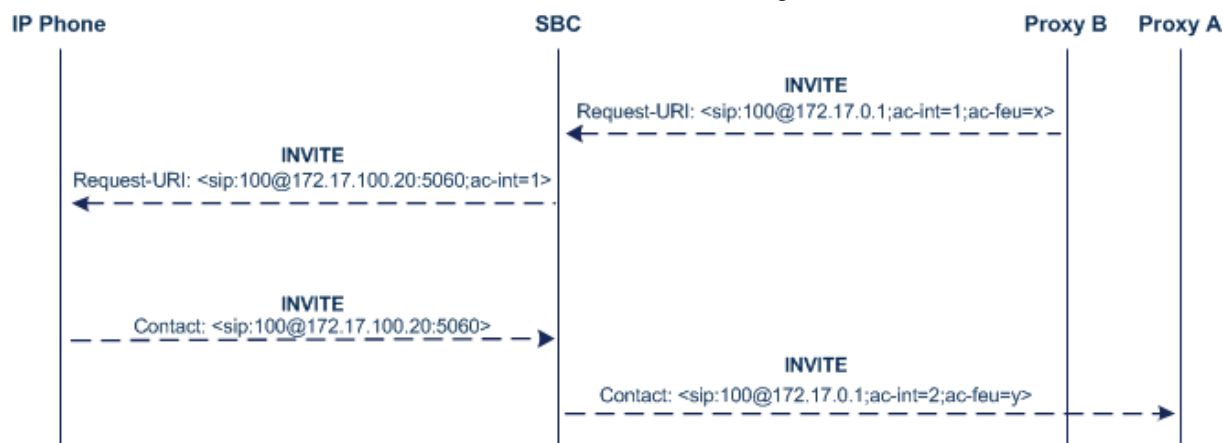 IP Phone SBC Proxy B Proxy A
INVITE
Request-URI: <sip:100@172.17.0.1;ac-int=1;ac-feu=x>
INVITE
Request-URI: <sip:100@172.17.100.20:5060;ac-int=1>
INVITE
Contact: <sip:100@172.17.100.20:5060>
INVITE
Contact: <sip:100@172.17.0.1;ac-int=2;ac-feu=y>